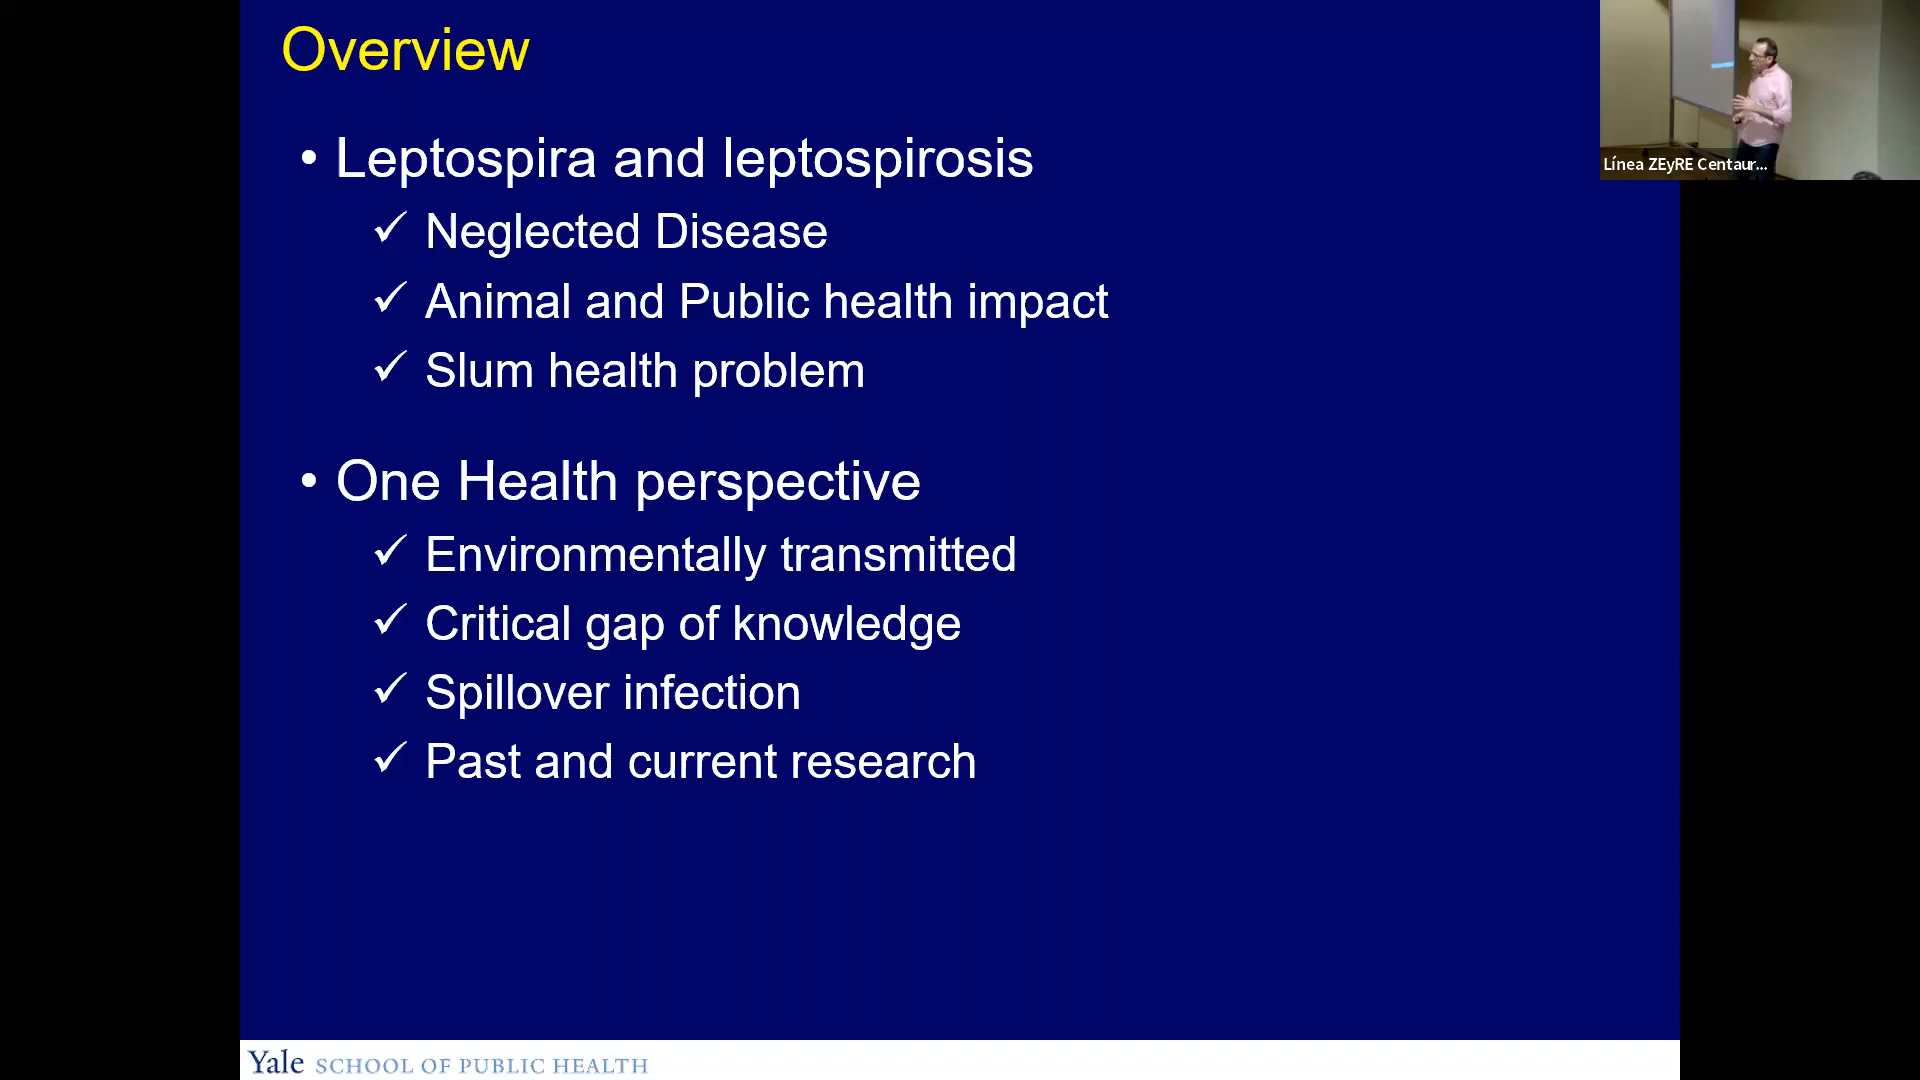 Overview
• Leptospira and leptospirosis
✓ Neglected Disease
✓ Animal and Public health impact
✓ Slum health problem
• One Health perspective
✓ Environmentally transmitted
✓ Critical gap of knowledge
✓ Spillover infection
✓ Past and current research
Yale SCHOOL OF PUBLIC HEALTH
Línea ZEyRE Centaur...